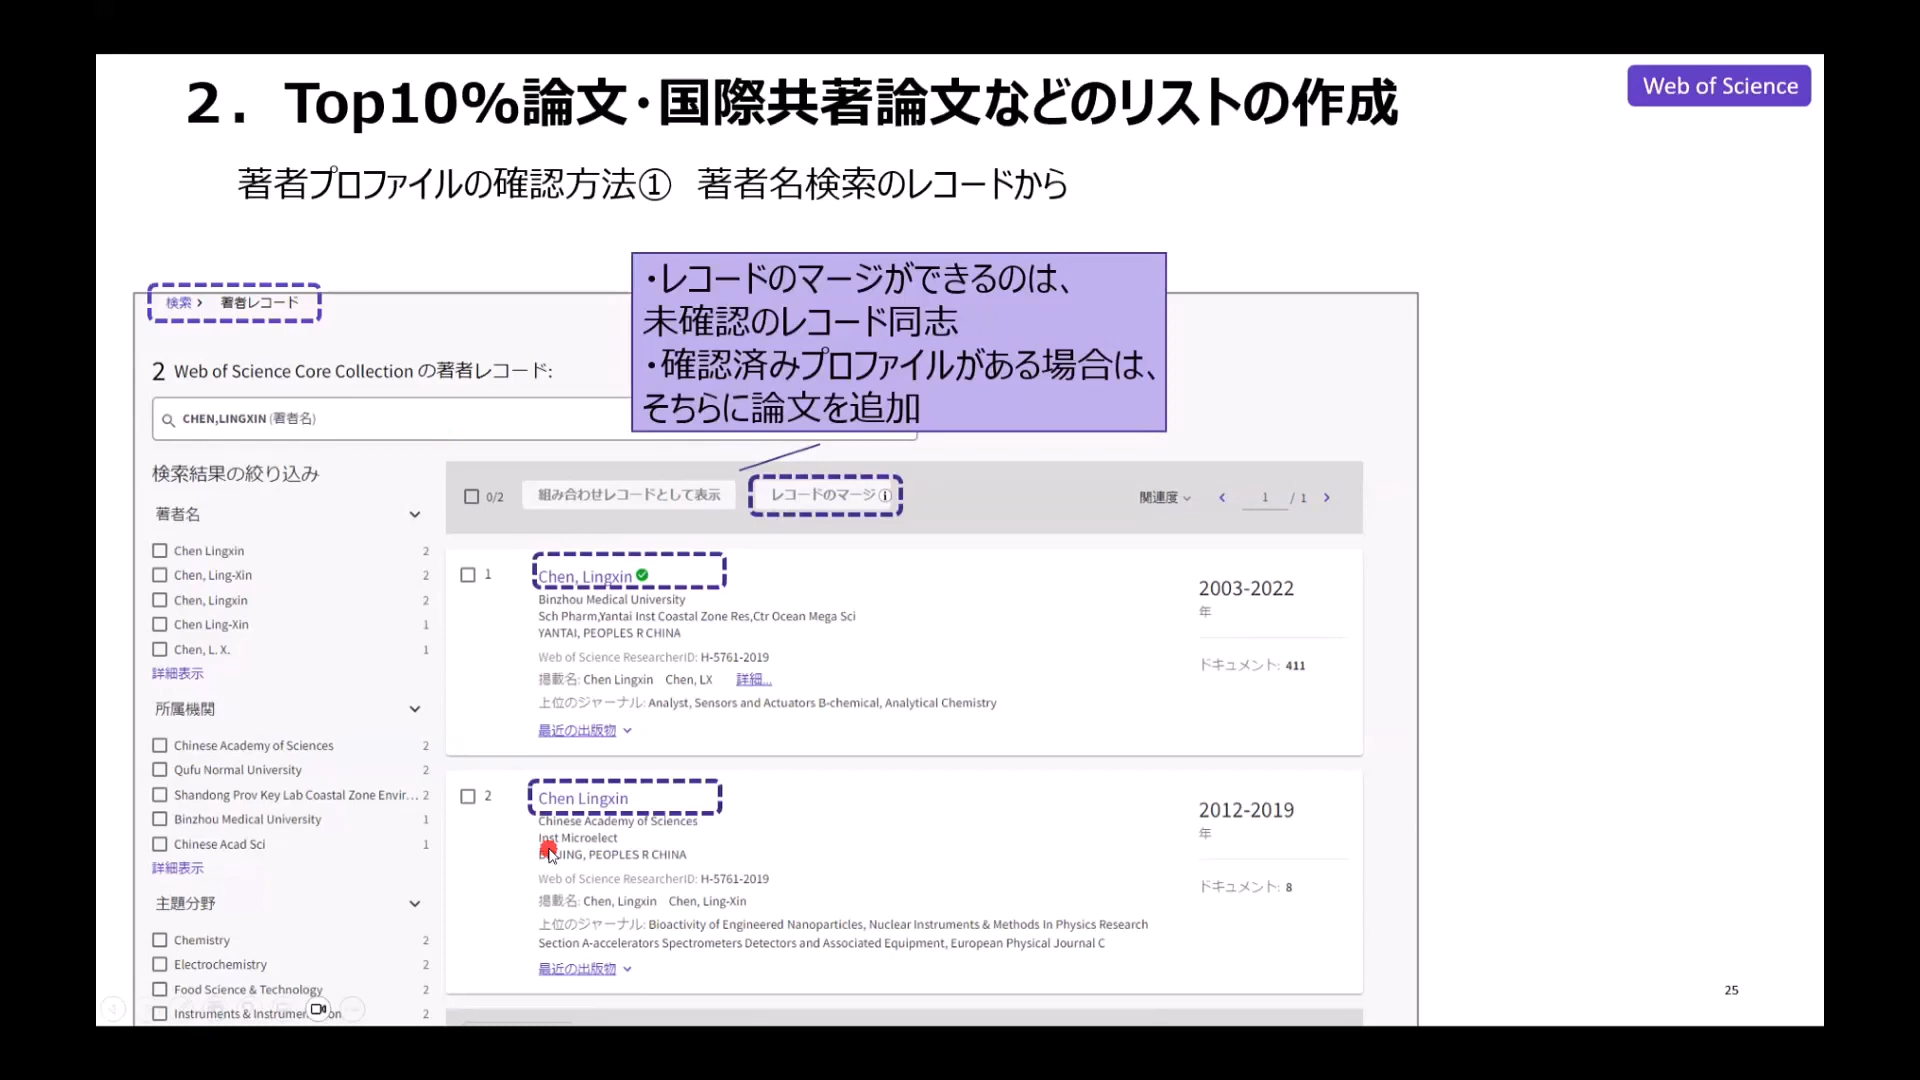 ２．Top10%論文・国際共著論文などのリストの作成
Web of Science
著者プロファイルの確認方法①　著者名検索のレコードから
・レコードのマージができるのは、
未確認のレコード同志
・確認済みプロファイルがある場合は、
そちらに論文を追加
検索 › 著者レコード
2 Web of Science Core Collection の著者レコード:
CHEN,LINGXIN (著者名)
検索結果の絞り込み
著者名
Chen Lingxin 2
Chen, Ling-Xin 2
Chen, Lingxin 2
Chen Ling-Xin 1
Chen, L. X. 1
詳細表示
所属機関
Chinese Academy of Sciences 2
Qufu Normal University 2
Shandong Prov Key Lab Coastal Zone Envir... 2
Binzhou Medical University 1
Chinese Acad Sci 1
詳細表示
主題分野
Chemistry 2
Electrochemistry 2
Food Science & Technology 2
Instruments & 2
0/2 組み合わせレコードとして表示 レコードのマージ 関連度 1 / 1
1 Chen, Lingxin
Binzhou Medical University
Sch Pharm,Yantai Inst Coastal Zone Res,Ctr Ocean Mega Sci
YANTAI, PEOPLES R CHINA
Web of Science ResearcherID: H-5761-2019
掲載名: Chen Lingxin Chen, LX 詳細...
上位のジャーナル: Analyst, Sensors and Actuators B-chemical, Analytical Chemistry
最近の出版物
2003-2022
年
ドキュメント: 411
2 Chen Lingxin
Chinese Academy of Sciences
Inst Microelect
PEOPLES R CHINA
Web of Science ResearcherID: H-5761-2019
掲載名: Chen, Lingxin Chen, Ling-Xin
上位のジャーナル: Bioactivity of Engineered Nanoparticles, Nuclear Instruments & Methods In Physics Research
Section A-accelerators Spectrometers Detectors and Associated Equipment, European Physical Journal C
最近の出版物
2012-2019
年
ドキュメント: 8
25